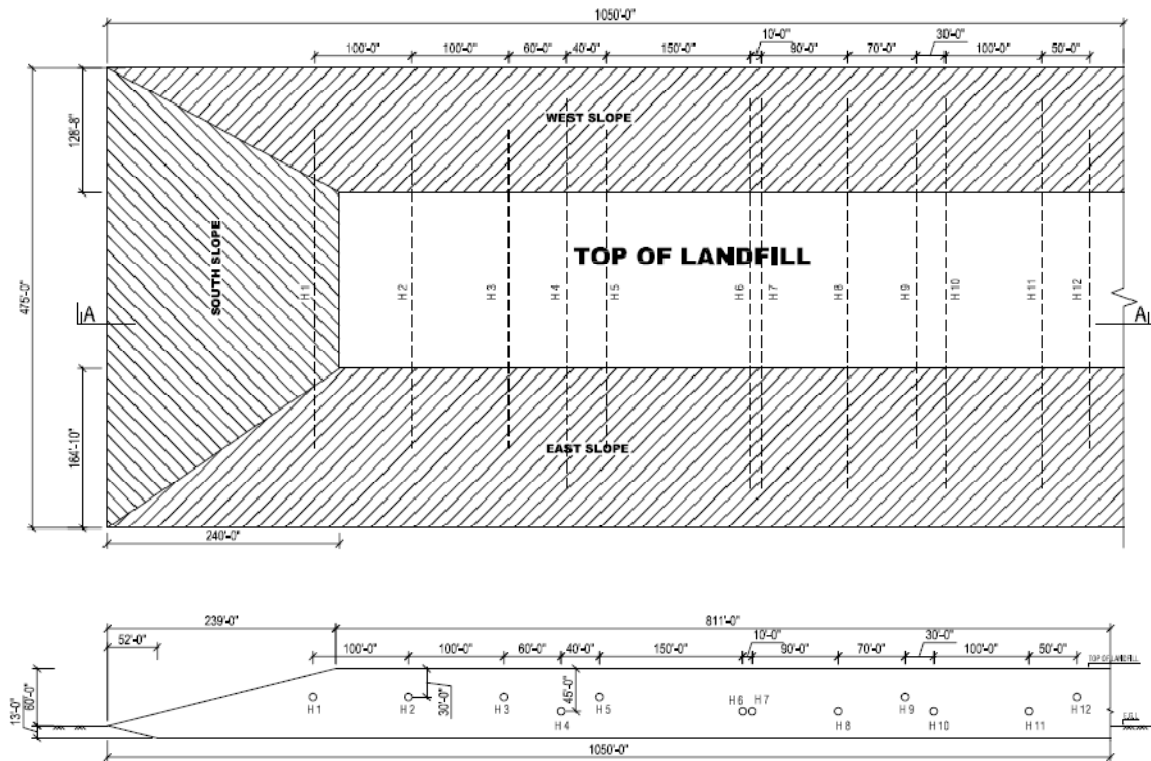 1050'-0"
10'-0"
30'-0"
100'-0" 100'-0" 60'-0" 40'-0" 150'-0" 90'-0" 70'-0" 100'-0" 50'-0"
WEST SLOPE
128'-8"
SOUTH SLOPE
475'-0"
TOP OF LANDFILL
H 1 H 2 H 3 H 4 H 5 H 6 H 7 H 8 H 9 H 10 H 11 H 12
A A
164'-10"
EAST SLOPE
240'-0"
239'-0" 811'-0"
52'-0" 10'-0" 30'-0"
100'-0" 100'-0" 60'-0" 40'-0" 150'-0" 90'-0" 70'-0" 100'-0" 50'-0"
TOP OF LANDFILL
60'-0"
13'-0"
30'-0"
45'-0"
H 1 H 2 H 3 H 4 H 5 H 6 H 7 H 8 H 9 H 10 H 11 H 12
1050'-0"